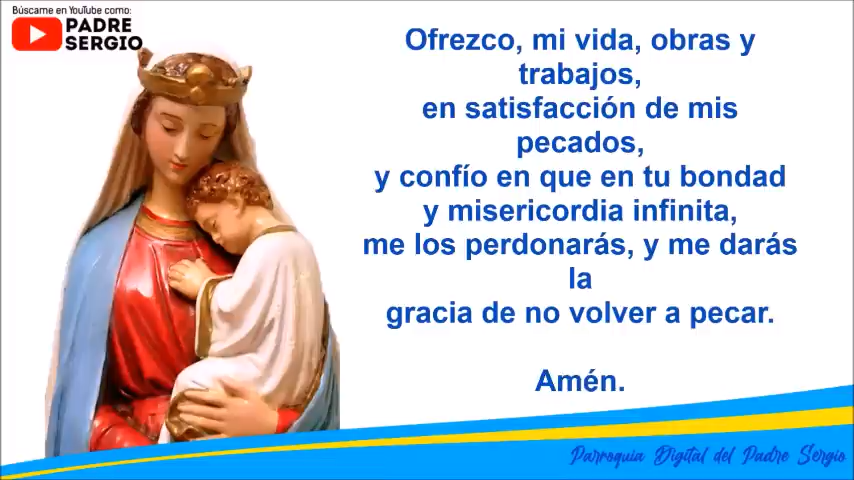 Búscame en YouTube como:
PADRE
SERGIO
Ofrezco, mi vida, obras y
trabajos,
en satisfacción de mis
pecados,
y confío en que en tu bondad
y misericordia infinita,
me los perdonarás, y me darás
la
gracia de no volver a pecar.
Amén.
Parroquia Digital del Padre Sergio